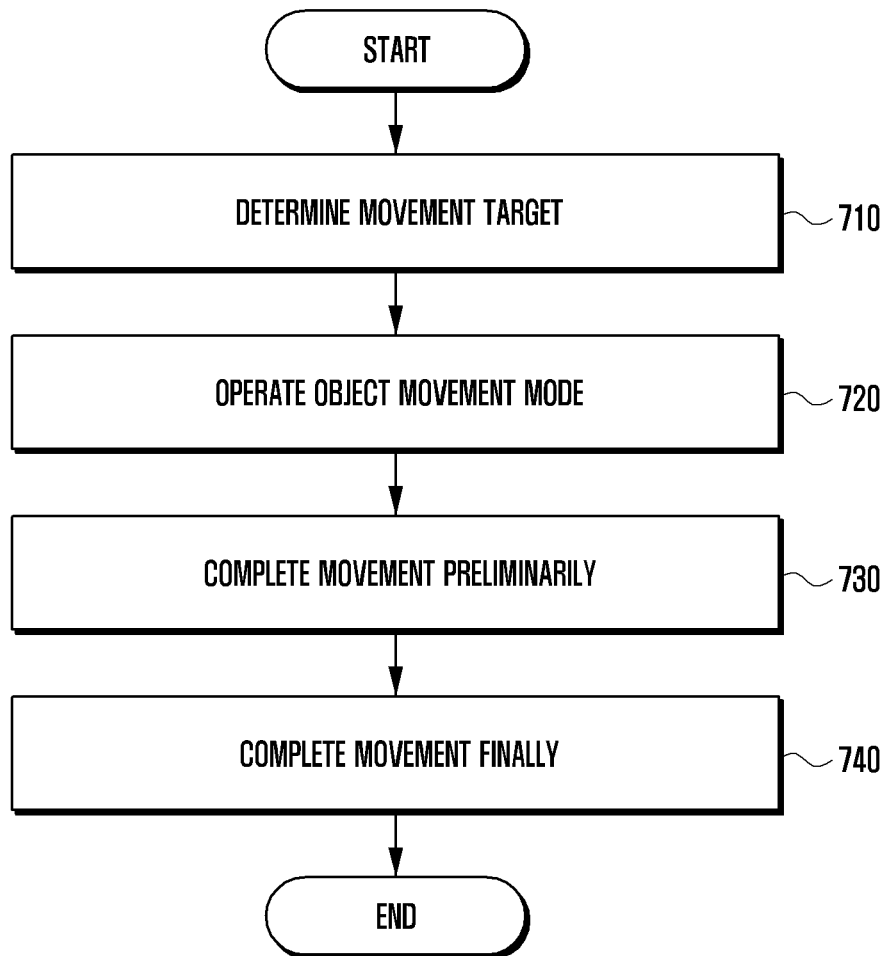 START
DETERMINE MOVEMENT TARGET
710
OPERATE OBJECT MOVEMENT MODE
720
COMPLETE MOVEMENT PRELIMINARILY
730
COMPLETE MOVEMENT FINALLY
740
END